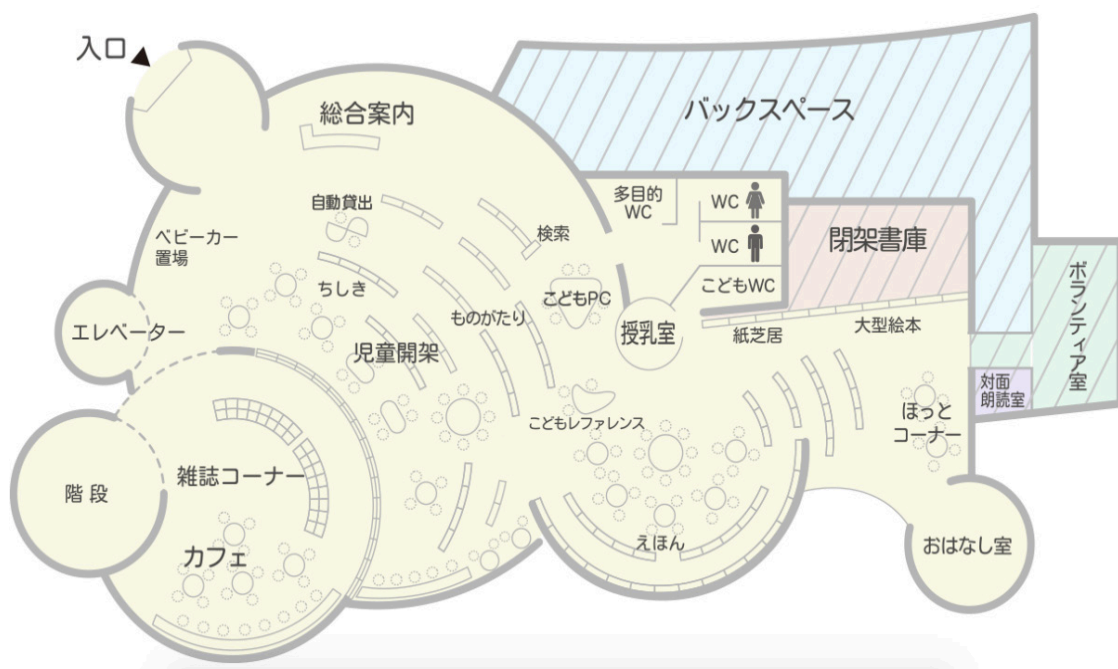 入口
総合案内
バックスペース
多目的
WC
WC
WC
こどもWC
閉架書庫
ボランティア室
自動貸出
検索
ベビーカー
置場
ちしき
こどもPC
ものがたり
授乳室
紙芝居
大型絵本
エレベーター
児童開架
対面
朗読室
ほっと
コーナー
こどもレファレンス
雑誌コーナー
階段
カフェ
えほん
おはなし室